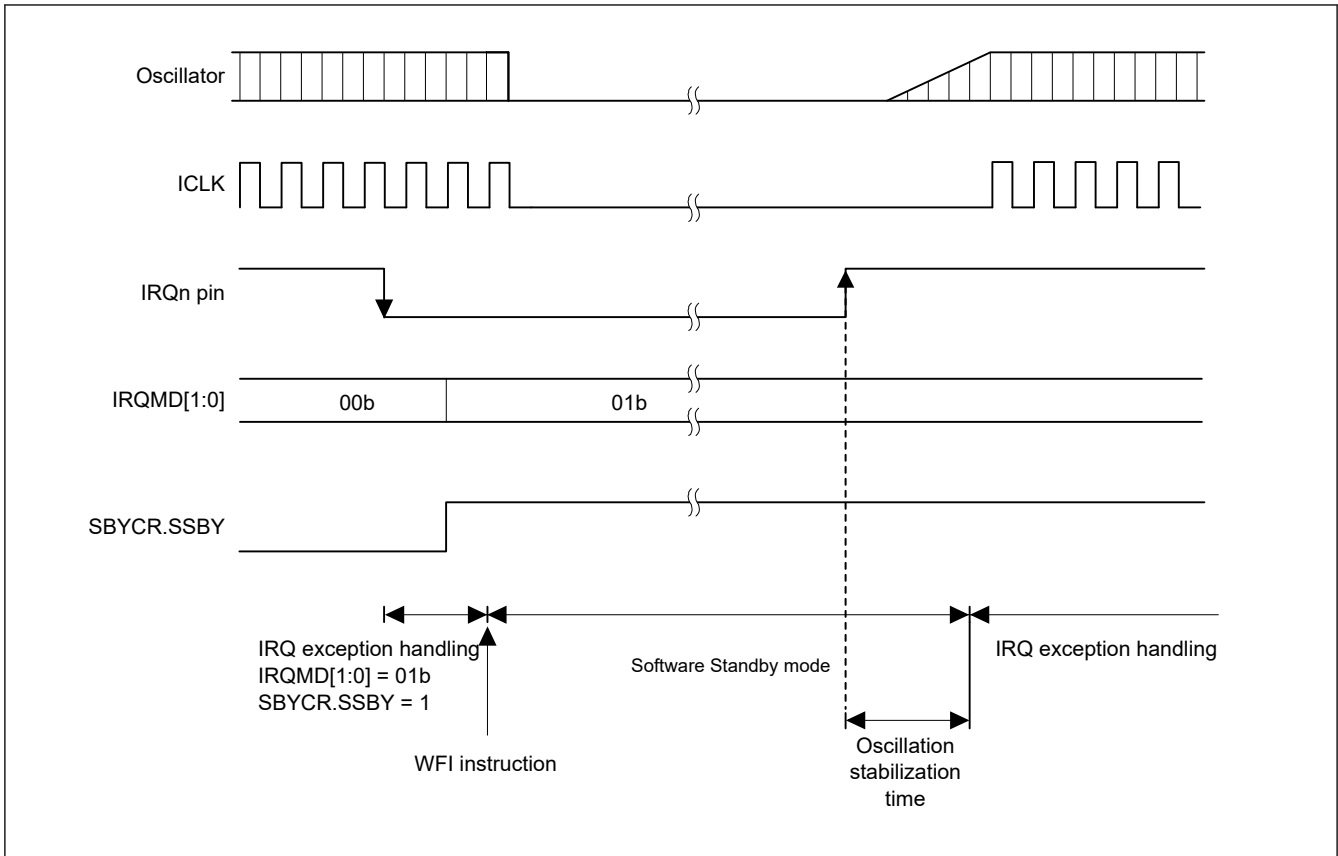 Oscillator
ICLK
IRQn pin
IRQMD[1:0]
00b
01b
SBYCR.SSBY
IRQ exception handling
IRQMD[1:0] = 01b
SBYCR.SSBY = 1
Software Standby mode
IRQ exception handling
WFI instruction
Oscillation
stabilization
time